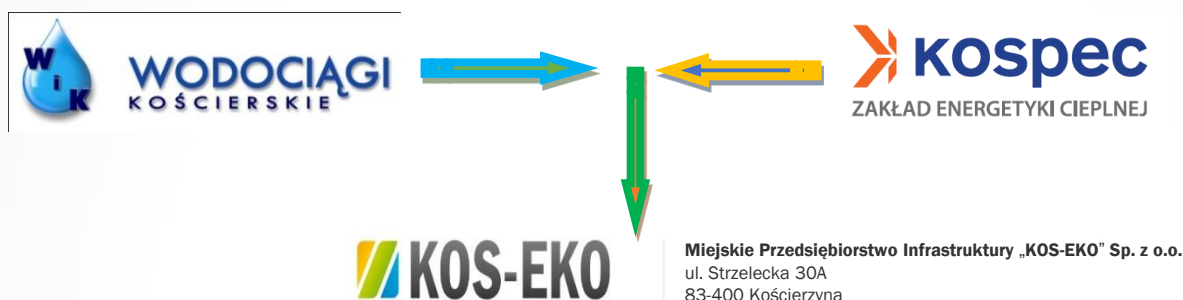 WiK
WODOCIĄGI
KOŚCIERSKIE
kospec
ZAKŁAD ENERGETYKI CIEPLNEJ
KOS-EKO
Miejskie Przedsiębiorstwo Infrastruktury „KOS-EKO” Sp. z o.o.
ul. Strzelecka 30A
83-400 Kościerzyna